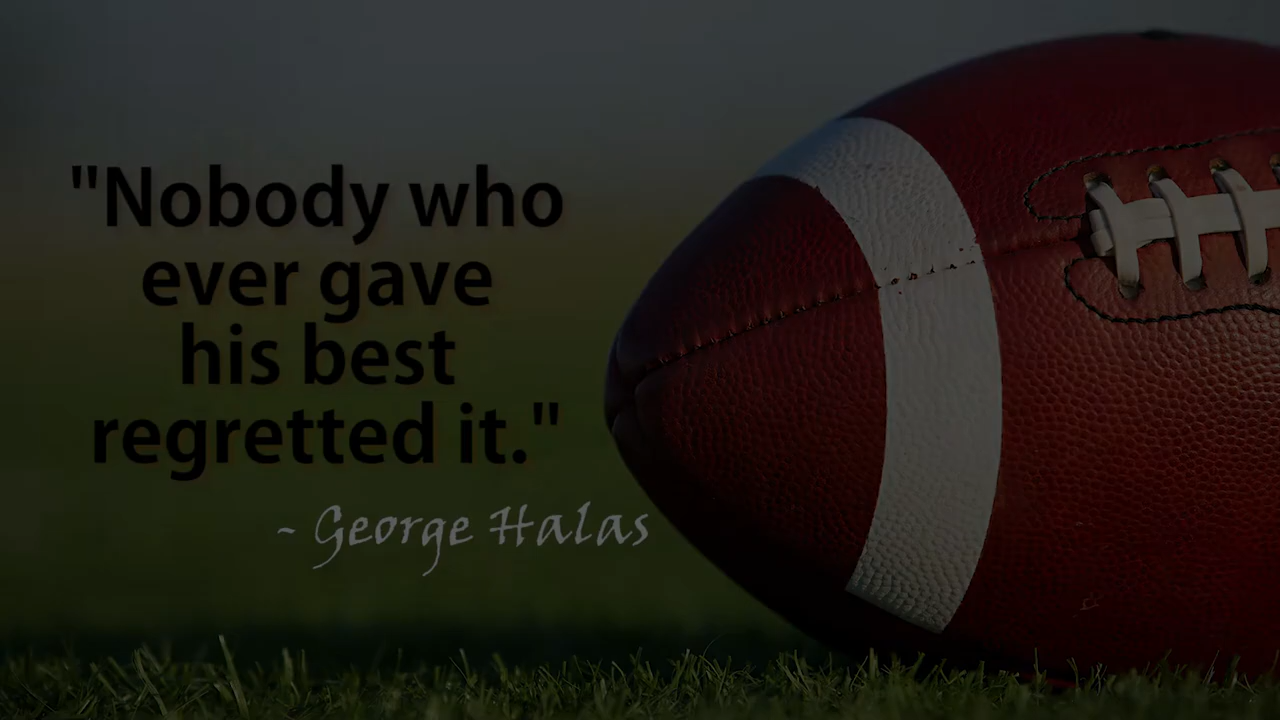 "Nobody who
ever gave
his best
regretted it."
~ George Halas